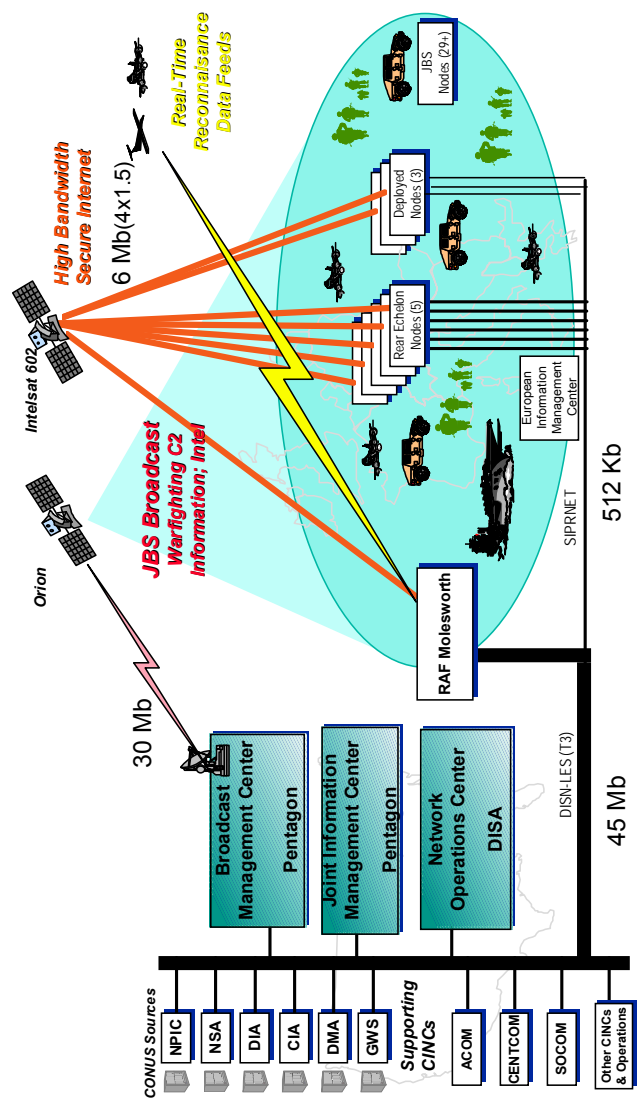 CONUS Sources
NPIC
NSA
DIA
CIA
DMA
GWS
Supporting
CINCs
ACOM
CENTCOM
SOCOM
Other CINCs
& Operations
Broadcast
Management Center
Pentagon
Joint Information
Management Center
Pentagon
Network
Operations Center
DISA
30 Mb
Orion
Intelsat 602
JBS Broadcast
Warfighting C2
Information; Intel
High Bandwidth
Secure Internet
6 Mb(4x1.5)
Real-Time
Reconnaisance
Data Feeds
RAF Molesworth
Rear Echelon
Nodes (5)
Deployed
Nodes (3)
JBS
Nodes (29+)
European
Information
Management
Center
SIPRNET
512 Kb
DISN-LES (T3)
45 Mb